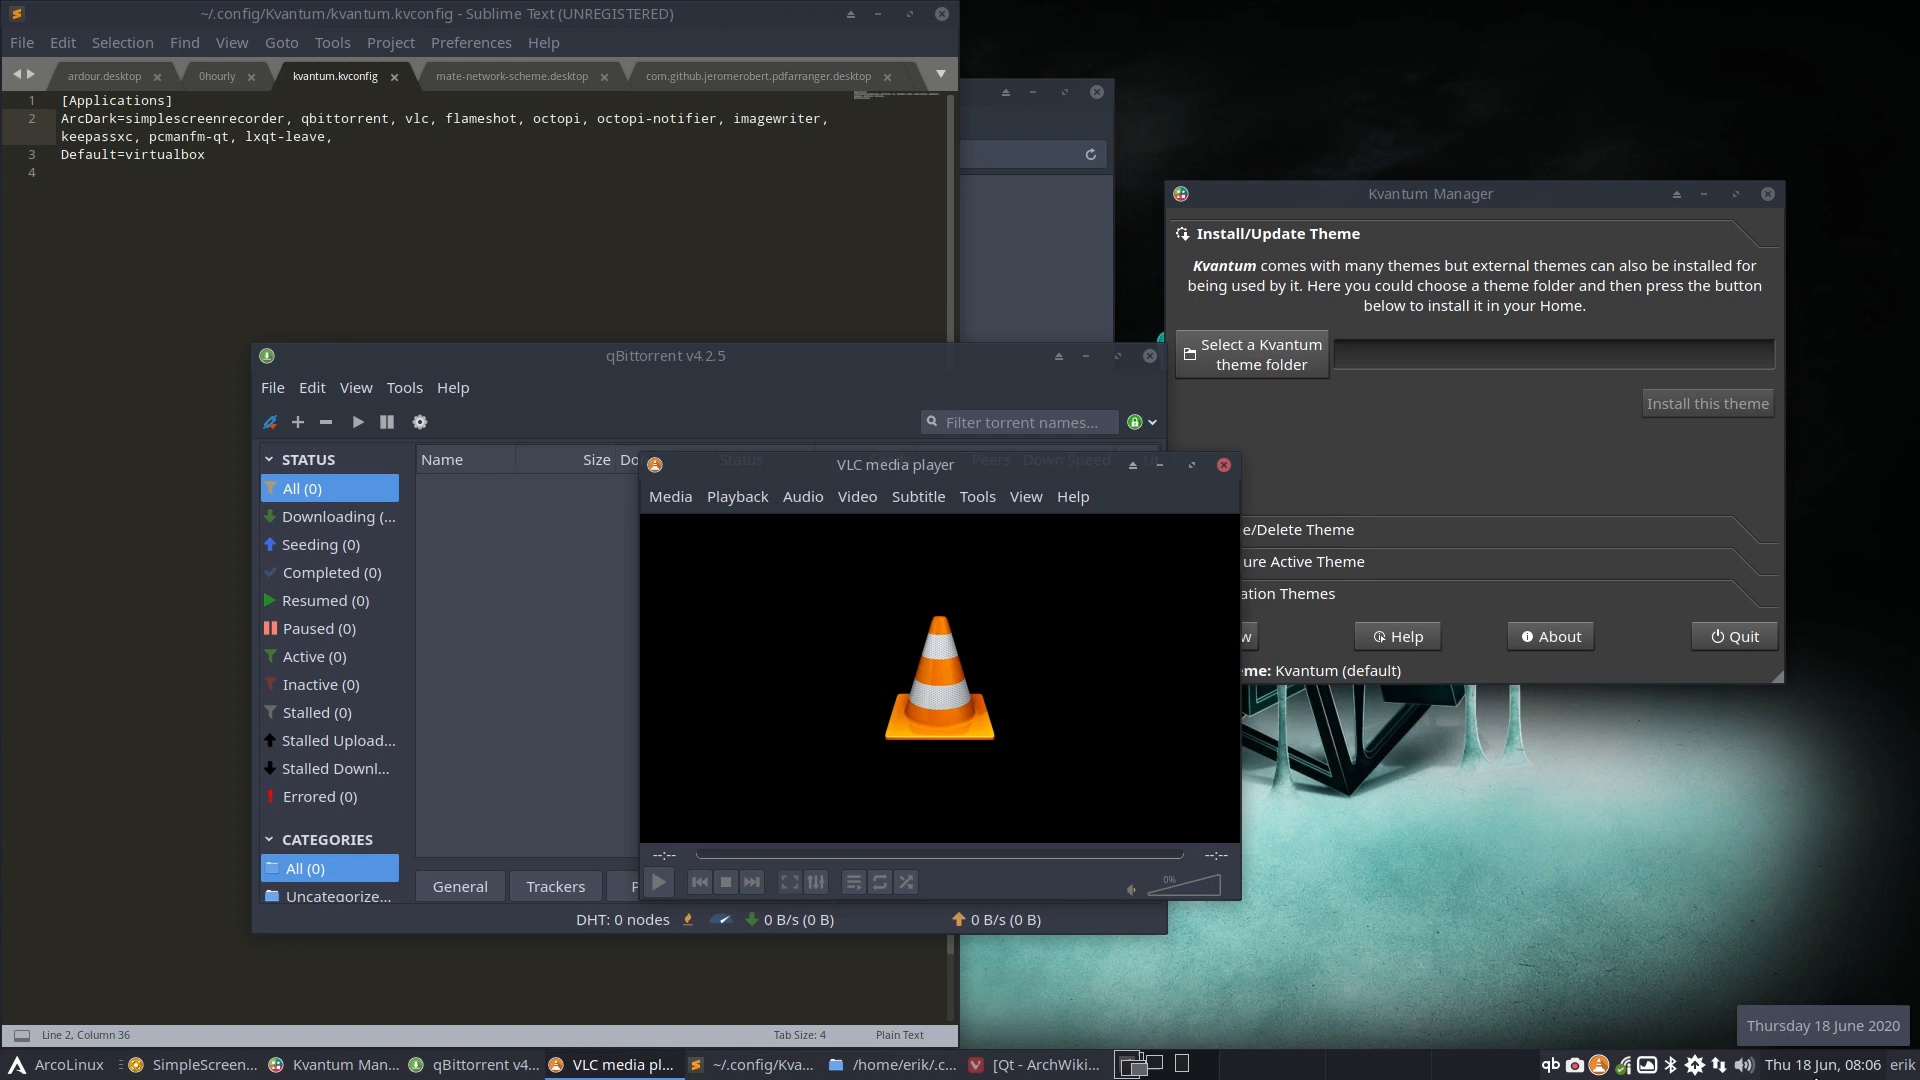 ~/.config/Kvantum/kvantum.kvconfig - Sublime Text (UNREGISTERED)
File Edit Selection Find View Goto Tools Project Preferences Help
ardour.desktop 0hourly kvantum.kvconfig mate-network-scheme.desktop com.github.jeromerobert.pdfarranger.desktop
1 [Applications]
2 ArcDark=simplescreenrecorder, qbittorrent, vlc, flameshot, octopi, octopi-notifier, imagewriter,
keepassxc, pcmanfm-qt, lxqt-leave,
3 Default=virtualbox
4
Kvantum Manager
Install/Update Theme
Kvantum comes with many themes but external themes can also be installed for
being used by it. Here you could choose a theme folder and then press the button
below to install it in your Home.
Select a Kvantum
theme folder
Install this theme
e/Delete Theme
ure Active Theme
ation Themes
w Help About Quit
me: Kvantum (default)
qBittorrent v4.2.5
File Edit View Tools Help
Filter torrent names...
STATUS
All (0)
Downloading (...
Seeding (0)
Completed (0)
Resumed (0)
Paused (0)
Active (0)
Inactive (0)
Stalled (0)
Stalled Upload...
Stalled Downl...
Errored (0)
CATEGORIES
All (0)
Uncategorize...
Name Size Do Status Peers Down Speed
General Trackers P
DHT: 0 nodes 0 B/s (0 B) 0 B/s (0 B)
VLC media player
Media Playback Audio Video Subtitle Tools View Help
--:-- --:--
0%
Line 2, Column 36 Tab Size: 4 Plain Text
Thursday 18 June 2020
ArcoLinux SimpleScreen... Kvantum Man... qBittorrent v4... VLC media pl... ~/.config/Kva... /home/erik/.c... [Qt - ArchWiki... qb Thu 18 Jun, 08:06 erik